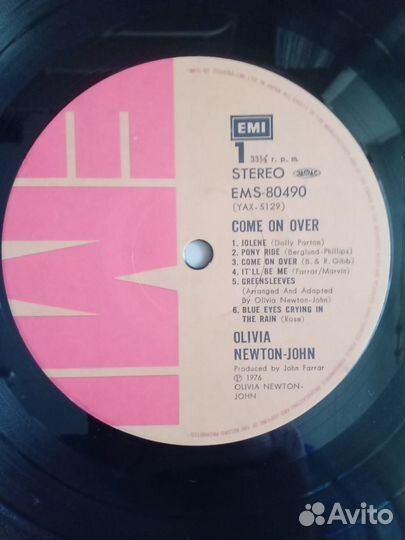 EMI
EMI
1
33⅓ r.p.m.
STEREO
EMS-80490
(YAX-5129)
COME ON OVER
1. JOLENE (Dolly Parton)
2. PONY RIDE (Berglund-Phillips)
3. COME ON OVER (B. & R. Gibb)
4. IT'LL BE ME (Farrar/Marvin)
5. GREENSLEEVES
(Arranged And Adapted
by Olivia Newton-John)
6. BLUE EYES CRYING IN
THE RAIN (Rose)
OLIVIA
NEWTON-JOHN
Produced by John Farrar
Ⓟ 1976
OLIVIA NEWTON-
JOHN
Avito